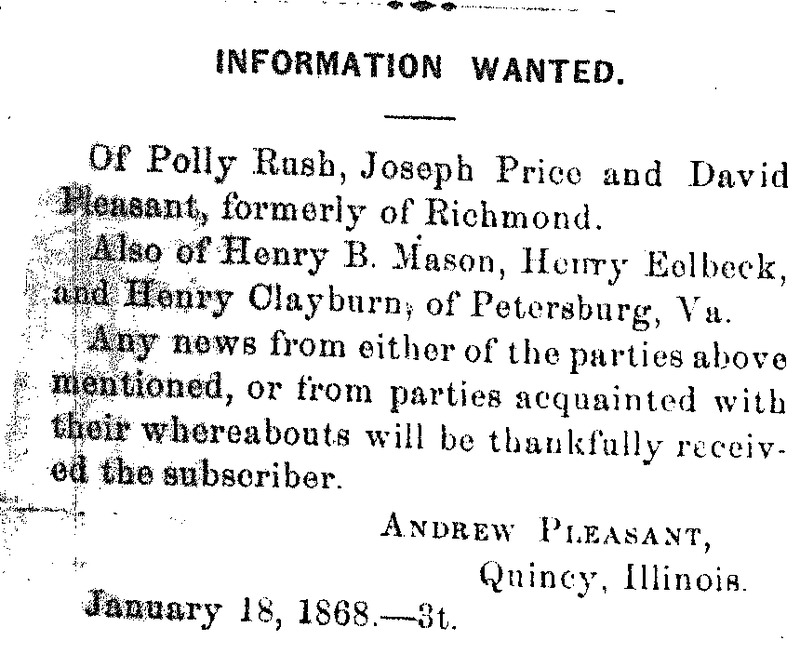 INFORMATION WANTED.
Of Polly Rush, Joseph Price and David
Pleasant, formerly of Richmond.
Also of Henry B. Mason, Henry Eelbeck,
and Henry Clayburn, of Petersburg, Va.
Any news from either of the parties above
mentioned, or from parties acquainted with
their whereabouts will be thankfully receiv-
ed the subscriber.
ANDREW PLEASANT,
Quincy, Illinois.
January 18, 1868.—3t.